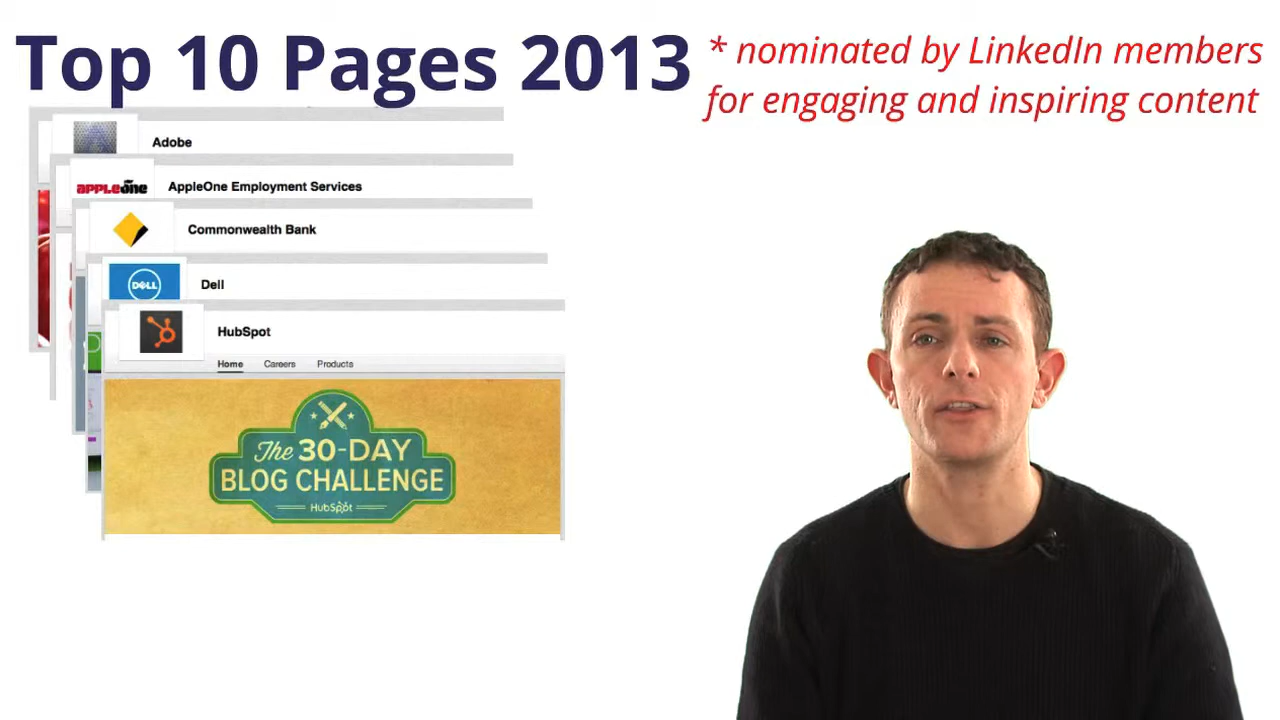 Top 10 Pages 2013
* nominated by LinkedIn members
for engaging and inspiring content
Adobe
APPLEONE
AppleOne Employment Services
Commonwealth Bank
DELL
Dell
HubSpot
Home Careers Products
The 30-DAY
BLOG CHALLENGE
HubSpot